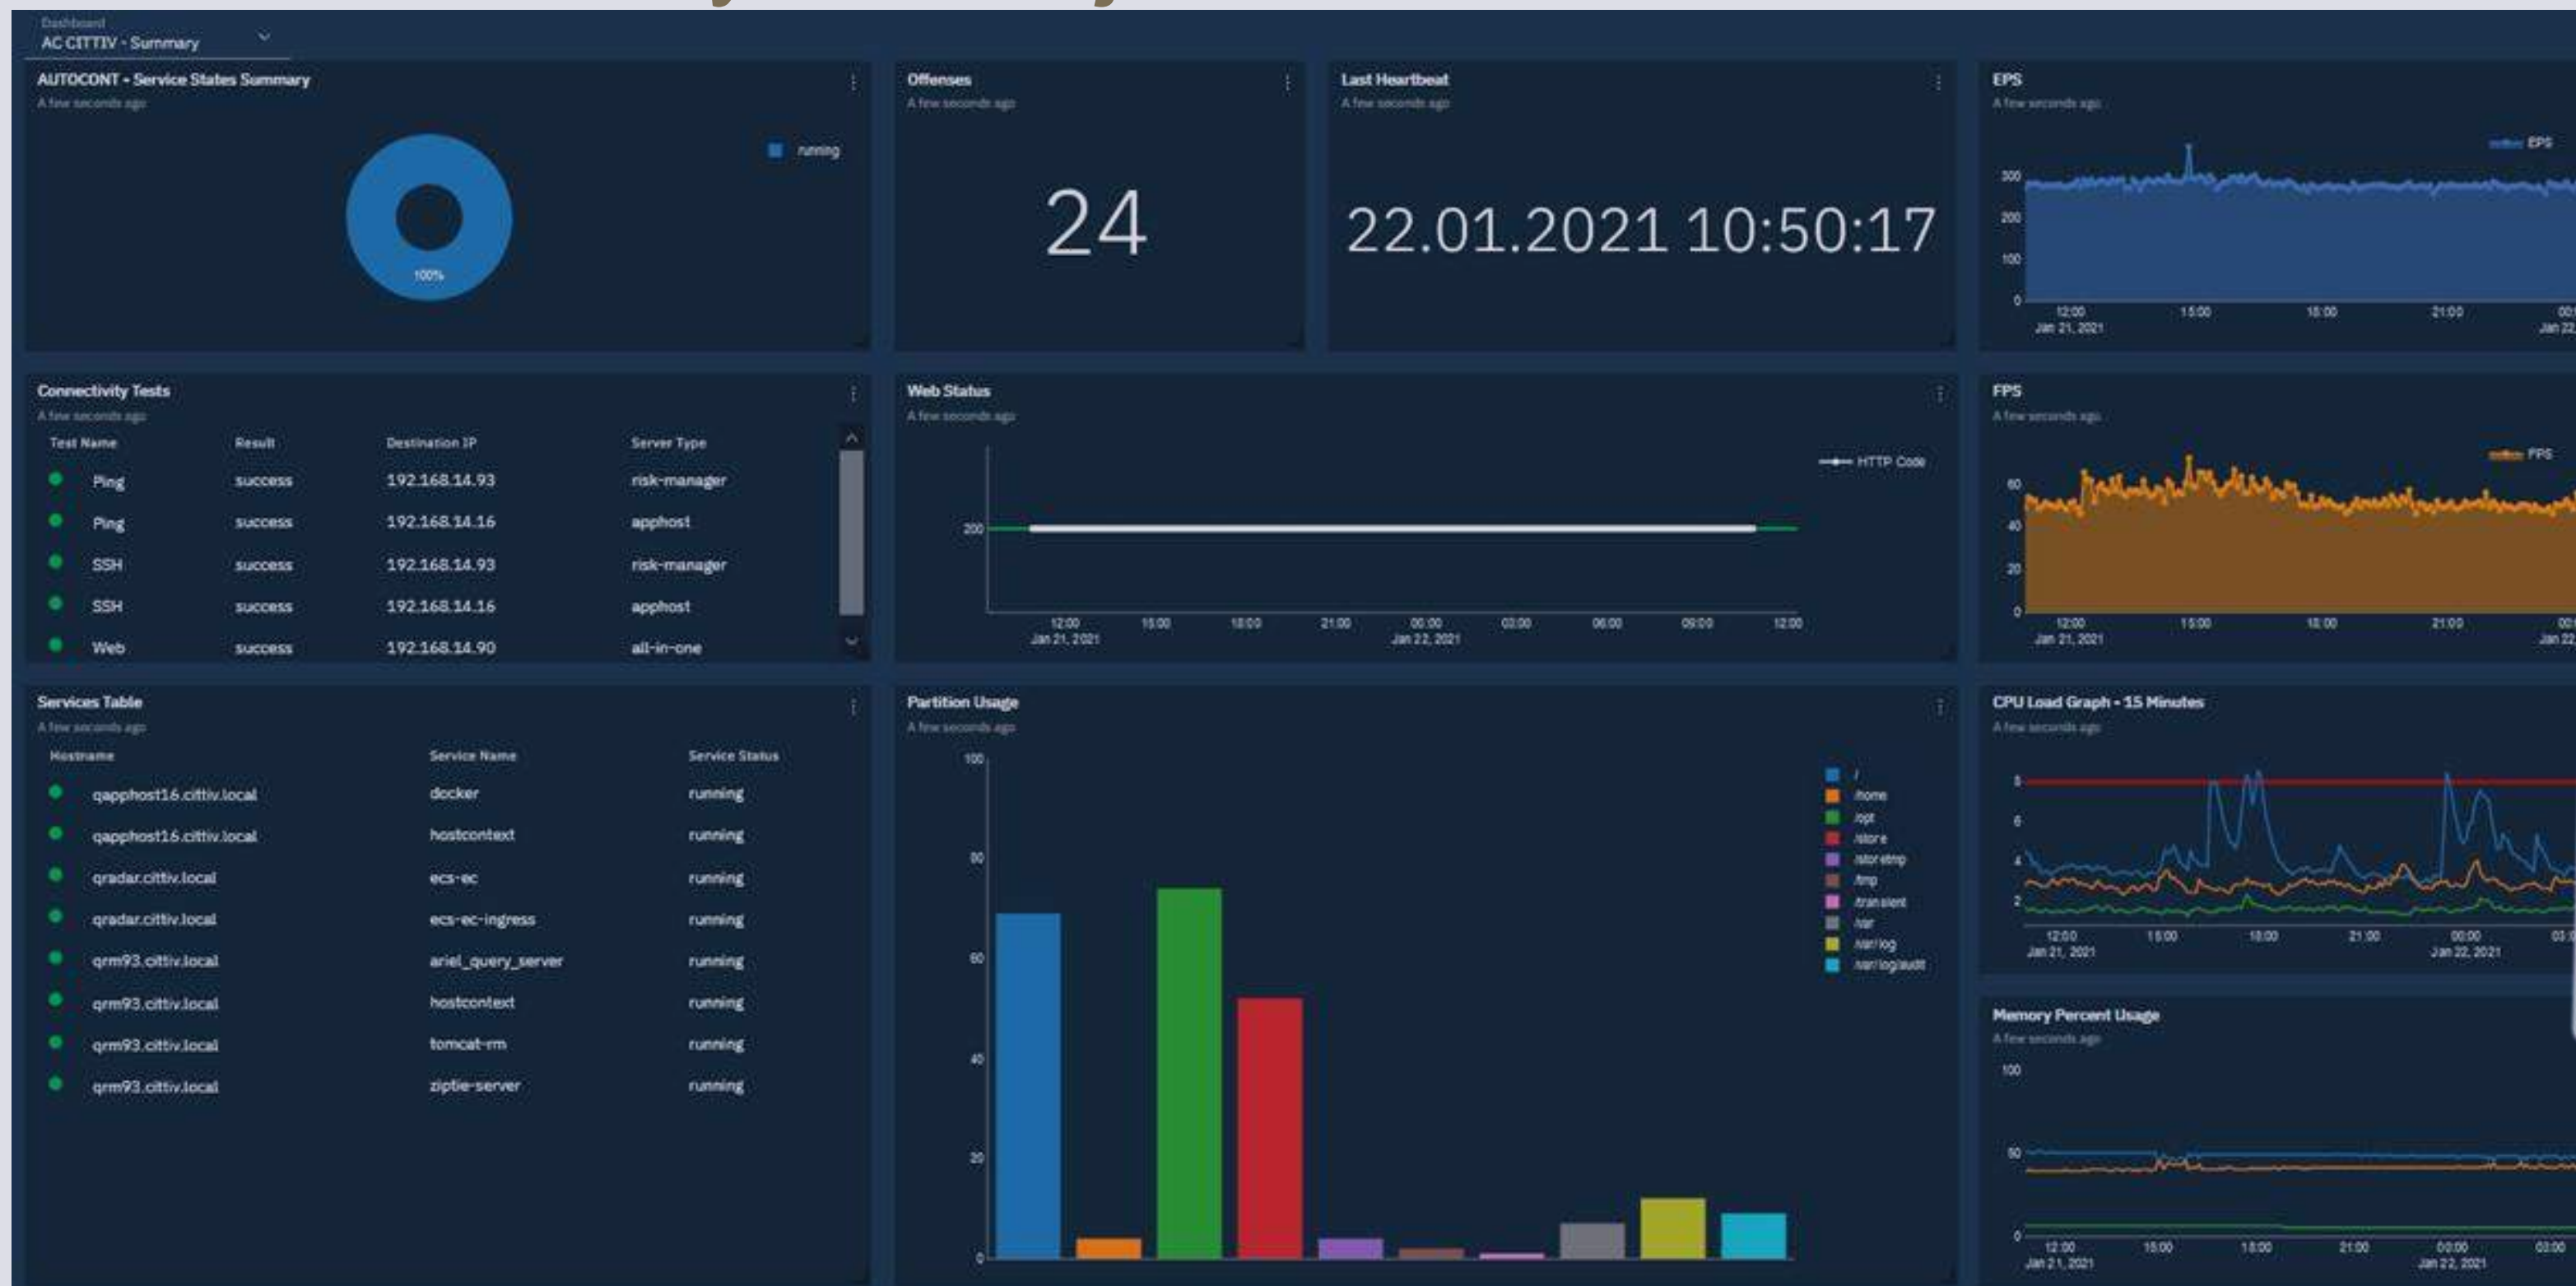 Dashboard
AC CITTIV - Summary
AUTOCONT - Service States Summary
A few seconds ago
running
100%
Offenses
A few seconds ago
24
Last Heartbeat
A few seconds ago
22.01.2021 10:50:17
EPS
A few seconds ago
EPS
300
200
100
0
12:00 15:00 18:00 21:00
Jan 21, 2021 Jan 22,
Connectivity Tests
A few seconds ago
Test Name Result Destination IP Server Type
Ping success 192.168.14.93 risk-manager
Ping success 192.168.14.16 apphost
SSH success 192.168.14.93 risk-manager
SSH success 192.168.14.16 apphost
Web success 192.168.14.90 all-in-one
Web Status
A few seconds ago
HTTP Code
200
12:00 15:00 18:00 21:00 00:00 03:00 06:00 09:00 12:00
Jan 21, 2021 Jan 22, 2021
FPS
A few seconds ago
FPS
60
40
20
0
12:00 15:00 18:00 21:00
Jan 21, 2021 Jan 22,
Services Table
A few seconds ago
Hostname Service Name Service Status
qapphost16.cittiv.local docker running
qapphost16.cittiv.local hostcontext running
qradar.cittiv.local ecs-ec running
qradar.cittiv.local ecs-ec-ingress running
qrm93.cittiv.local ariel_query_server running
qrm93.cittiv.local hostcontext running
qrm93.cittiv.local tomcat-rm running
qrm93.cittiv.local ziptie-server running
Partition Usage
A few seconds ago
100
80
60
40
20
0
/
/home
/opt
/store
/storetmp
/tmp
/transient
/var
/var/log
/var/log/audit
CPU Load Graph - 15 Minutes
A few seconds ago
8
6
4
2
12:00 15:00 18:00 21:00 00:00
Jan 21, 2021 Jan 22, 2021
Memory Percent Usage
A few seconds ago
100
50
0
12:00 15:00 18:00 21:00 00:00 03:00
Jan 21, 2021 Jan 22, 2021